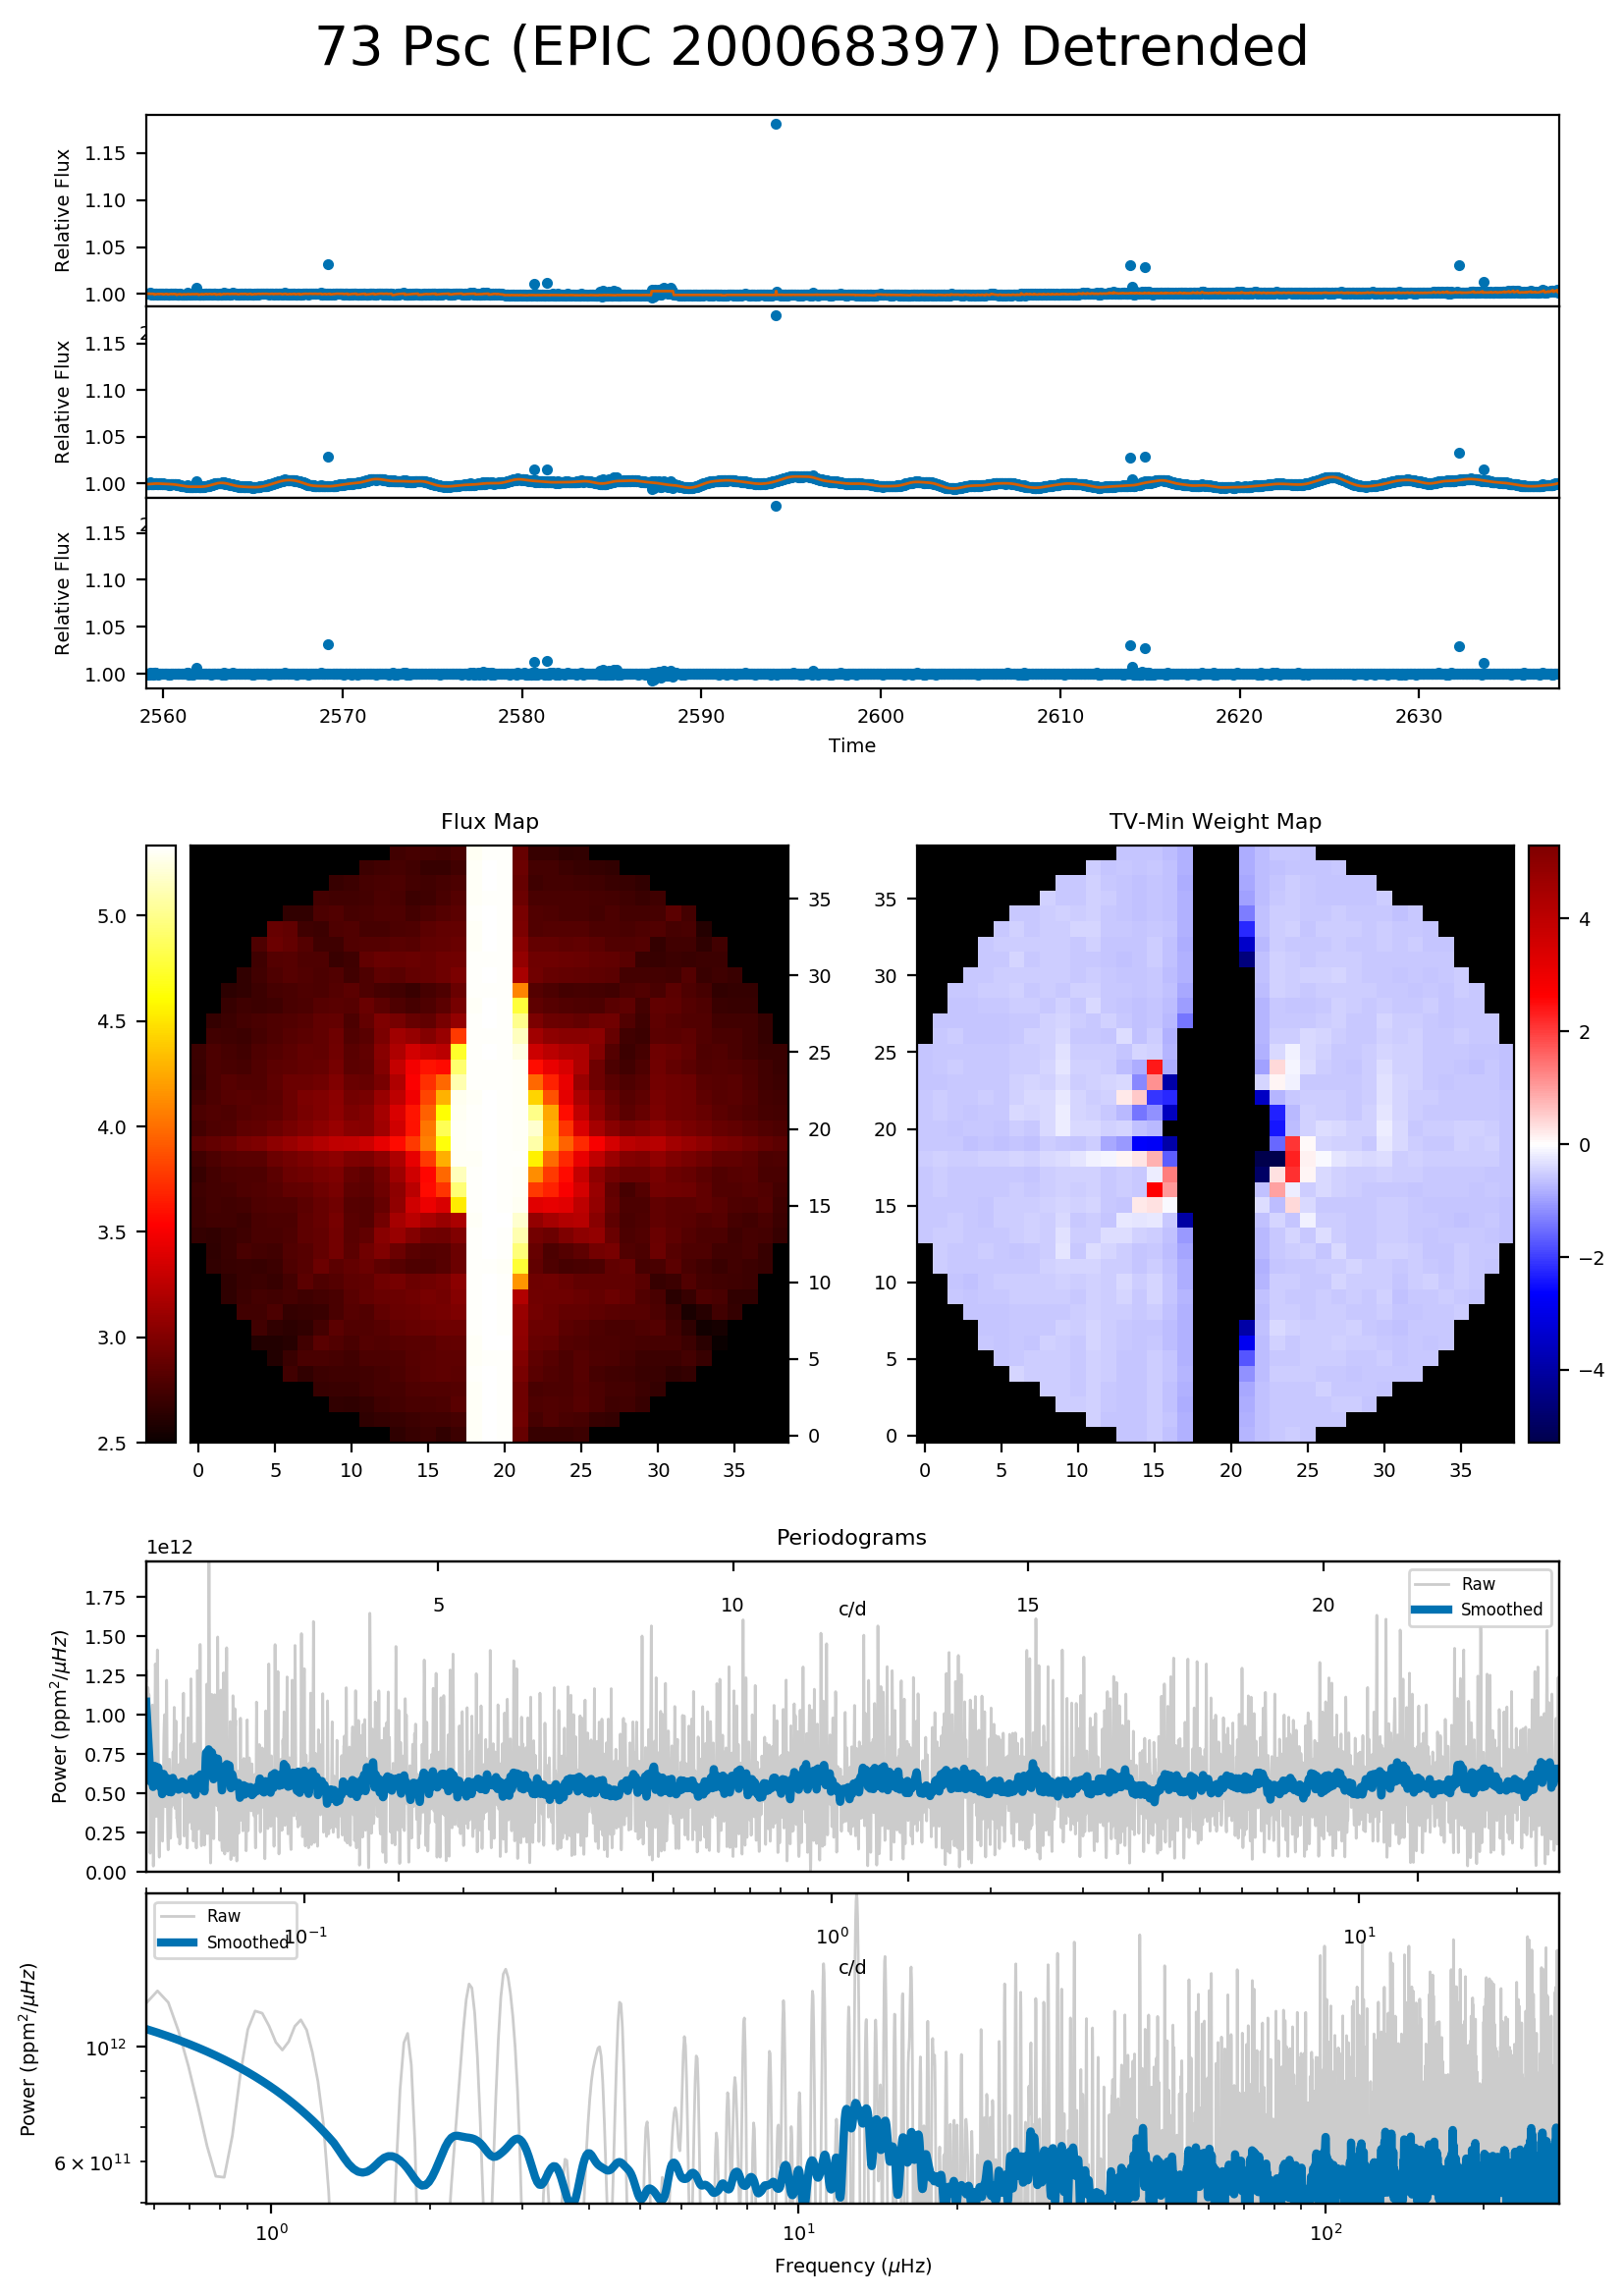 73 Psc (EPIC 200068397) Detrended
Relative Flux
1.15
1.10
1.05
1.00
Relative Flux
1.15
1.10
1.05
1.00
Relative Flux
1.15
1.10
1.05
1.00
2560 2570 2580 2590 2600 2610 2620 2630
Time
Flux Map
5.0
4.5
4.0
3.5
3.0
2.5
35
30
25
20
15
10
5
0
0 5 10 15 20 25 30 35
TV-Min Weight Map
35
30
25
20
15
10
5
0
0 5 10 15 20 25 30 35
4
2
0
−2
−4
Periodograms
1e12
Power (ppm²/μHz)
1.75
1.50
1.25
1.00
0.75
0.50
0.25
0.00
5 10 15 20
c/d
Raw
Smoothed
Power (ppm²/μHz)
10¹²
6 × 10¹¹
Raw
Smoothed
10⁻¹ 10⁰ 10¹
c/d
10⁰ 10¹ 10²
Frequency (μHz)